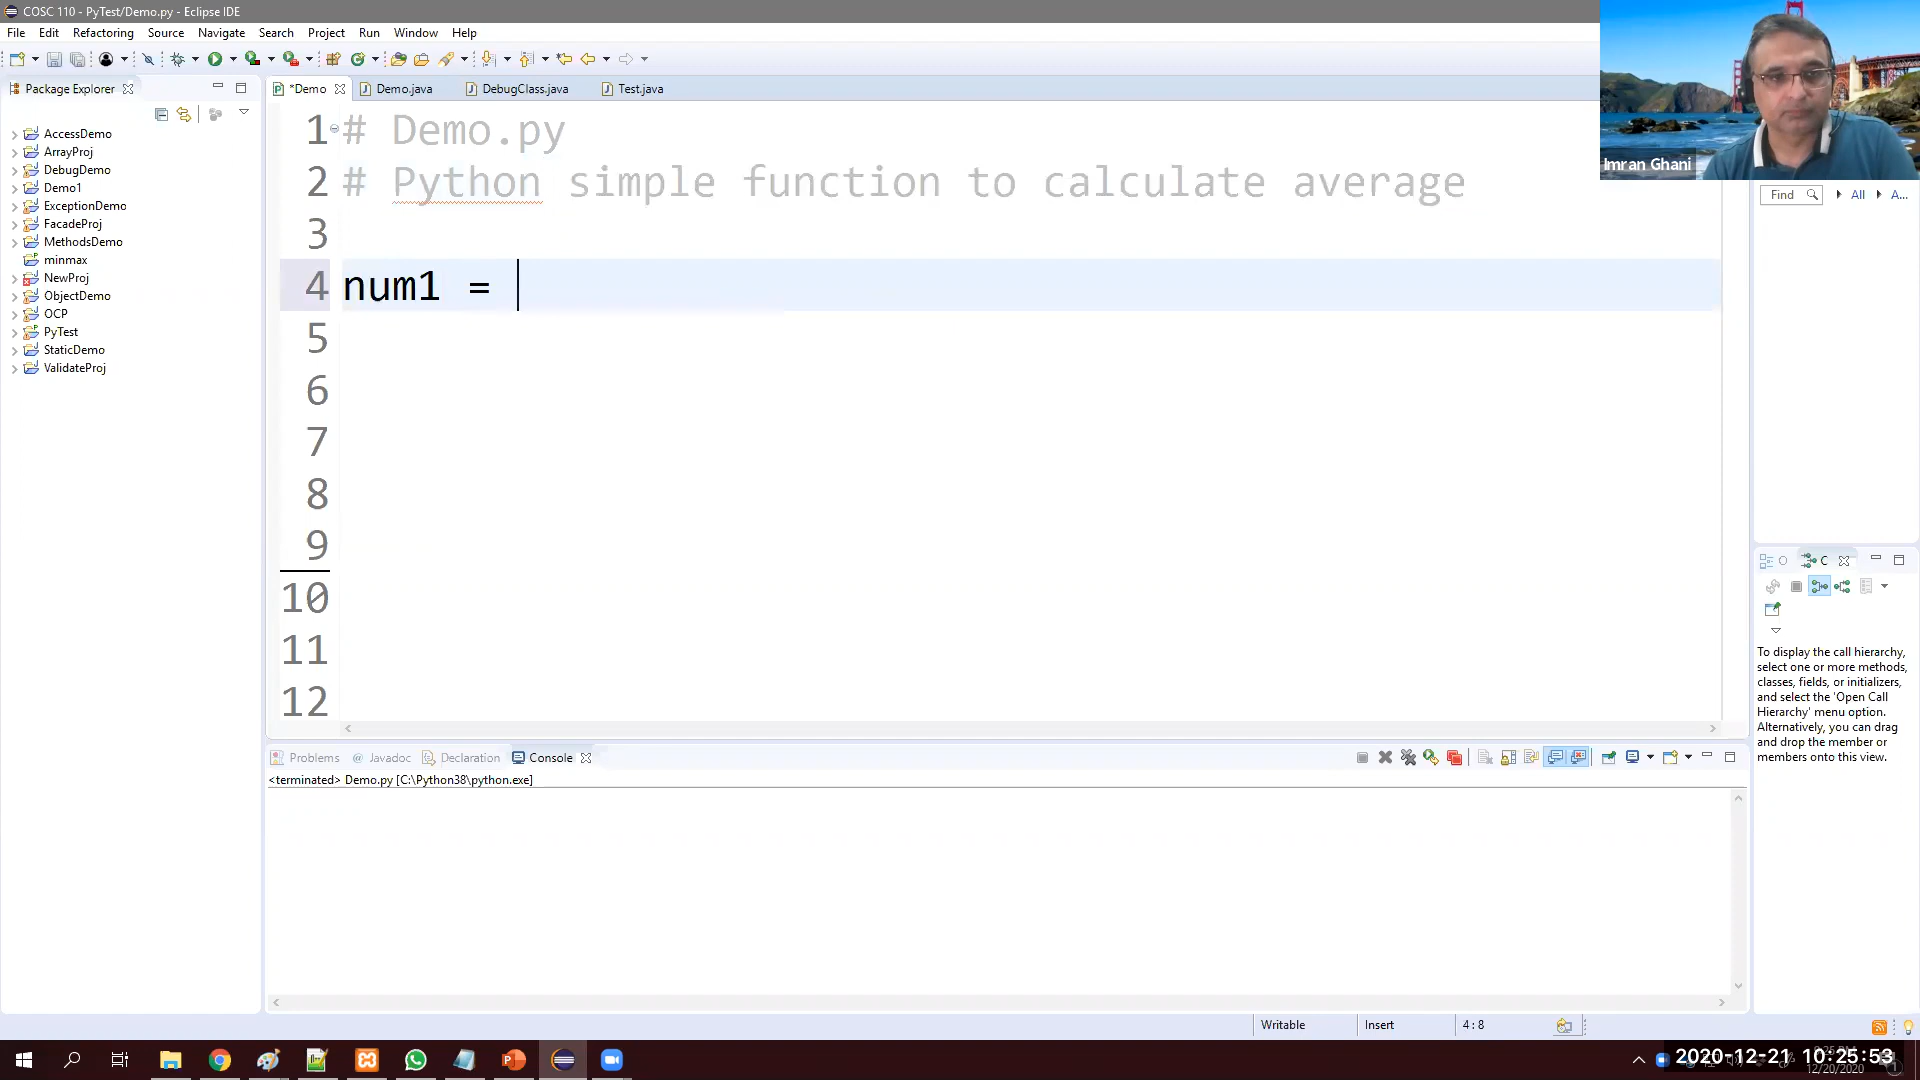 COSC 110 - PyTest/Demo.py - Eclipse IDE
File Edit Refactoring Source Navigate Search Project Run Window Help
Package Explorer
*Demo Demo.java DebugClass.java Test.java
AccessDemo
ArrayProj
DebugDemo
Demo1
ExceptionDemo
FacadeProj
MethodsDemo
minmax
NewProj
ObjectDemo
OCP
PyTest
StaticDemo
ValidateProj
1 # Demo.py
2 # Python simple function to calculate average
3
4 num1 =
5
6
7
8
9
10
11
12
Imran Ghani
Find All A...
O C
To display the call hierarchy,
select one or more methods,
classes, fields, or initializers,
and select the 'Open Call
Hierarchy' menu option.
Alternatively, you can drag
and drop the member or
members onto this view.
Problems @ Javadoc Declaration Console
<terminated> Demo.py [C:\Python38\python.exe]
Writable Insert 4 : 8
2020-12-21 10:25:53
12/20/2020